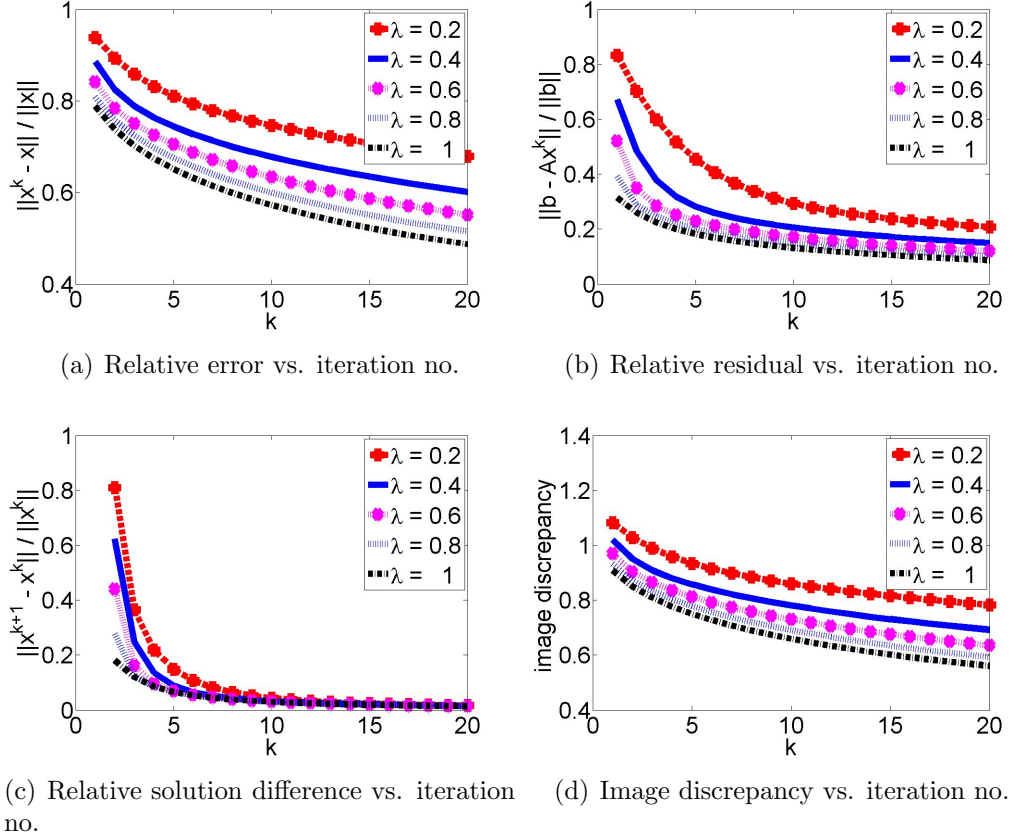 1
0.8
0.6
0.4
0 5 10 15 20
k
||x^k - x|| / ||x||
λ = 0.2
λ = 0.4
λ = 0.6
λ = 0.8
λ = 1
(a) Relative error vs. iteration no.
1
0.8
0.6
0.4
0.2
0
0 5 10 15 20
k
||b - Ax^k|| / ||b||
λ = 0.2
λ = 0.4
λ = 0.6
λ = 0.8
λ = 1
(b) Relative residual vs. iteration no.
1
0.8
0.6
0.4
0.2
0
0 5 10 15 20
k
||x^{k+1} - x^k|| / ||x^k||
λ = 0.2
λ = 0.4
λ = 0.6
λ = 0.8
λ = 1
(c) Relative solution difference vs. iteration
no.
1.4
1.2
1
0.8
0.6
0.4
0 5 10 15 20
k
image discrepancy
λ = 0.2
λ = 0.4
λ = 0.6
λ = 0.8
λ = 1
(d) Image discrepancy vs. iteration no.